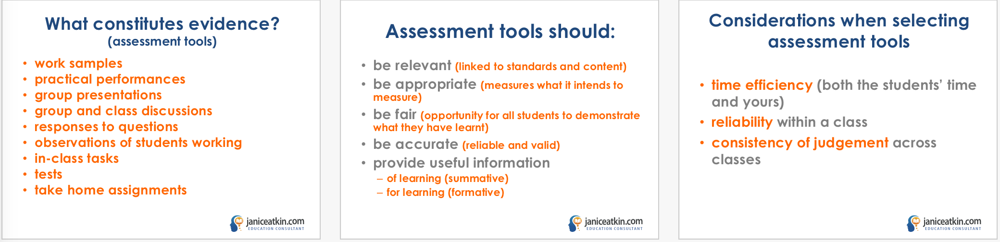 What constitutes evidence?
(assessment tools)
• work samples
• practical performances
• group presentations
• group and class discussions
• responses to questions
• observations of students working
• in-class tasks
• tests
• take home assignments
janiceatkin.com
EDUCATION CONSULTANT
Assessment tools should:
• be relevant (linked to standards and content)
• be appropriate (measures what it intends to
measure)
• be fair (opportunity for all students to demonstrate
what they have learnt)
• be accurate (reliable and valid)
• provide useful information
– of learning (summative)
– for learning (formative)
janiceatkin.com
EDUCATION CONSULTANT
Considerations when selecting
assessment tools
• time efficiency (both the students’ time
and yours)
• reliability within a class
• consistency of judgement across
classes
janiceatkin.com
EDUCATION CONSULTANT